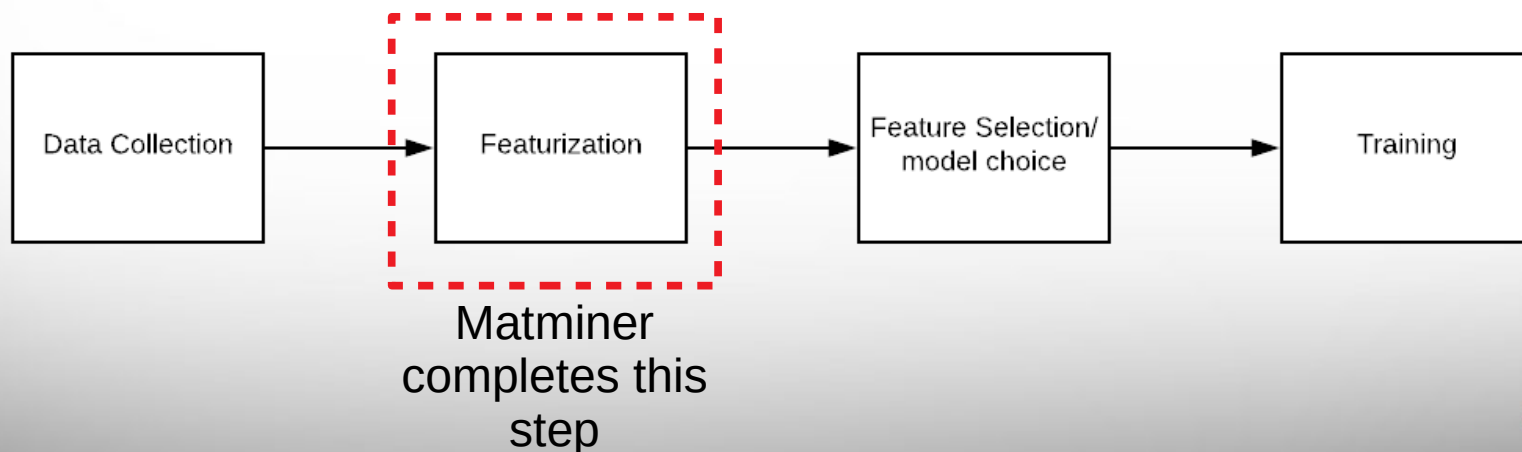 Data Collection
Featurization
Feature Selection/
model choice
Training
Matminer
completes this
step